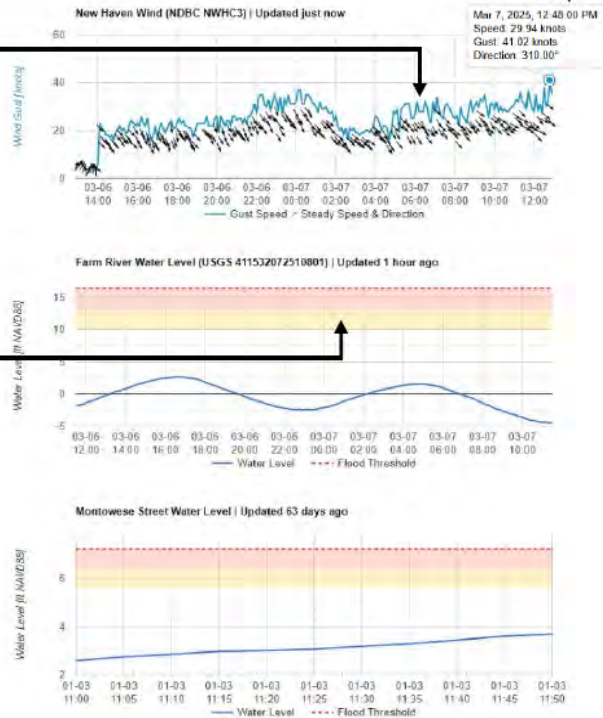 New Haven Wind (NDBC NWHC3) | Updated just now
Mar 7, 2025, 12:48:00 PM
Speed: 29.94 knots
Gust: 41.02 knots
Direction: 310.00°
Wind Gust [knots]
60
40
20
0
03-06 03-06 03-06 03-06 03-06 03-07 03-07 03-07 03-07 03-07 03-07 03-07
14:00 16:00 18:00 20:00 22:00 00:00 02:00 04:00 06:00 08:00 10:00 12:00
Gust Speed Steady Speed & Direction
Farm River Water Level (USGS 411532072510801) | Updated 1 hour ago
Water Level [ft NAVD88]
15
10
5
0
-5
03-06 03-06 03-06 03-06 03-06 03-06 03-07 03-07 03-07 03-07 03-07 03-07
12:00 14:00 16:00 18:00 20:00 22:00 00:00 02:00 04:00 06:00 08:00 10:00
Water Level Flood Threshold
Montowese Street Water Level | Updated 63 days ago
Water Level [ft NAVD88]
6
4
2
01-03 01-03 01-03 01-03 01-03 01-03 01-03 01-03 01-03 01-03 01-03
11:00 11:05 11:10 11:15 11:20 11:25 11:30 11:35 11:40 11:45 11:50
Water Level Flood Threshold